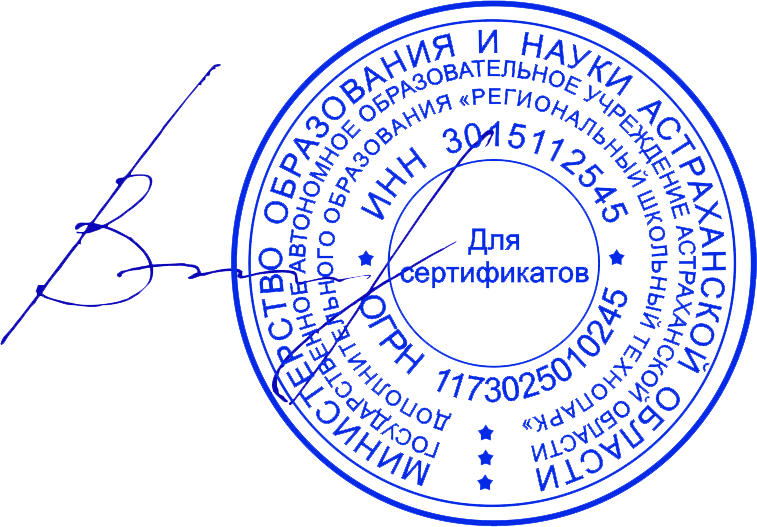 МИНИСТЕРСТВО ОБРАЗОВАНИЯ И НАУКИ АСТРАХАНСКОЙ ОБЛАСТИ
ГОСУДАРСТВЕННОЕ АВТОНОМНОЕ ОБРАЗОВАТЕЛЬНОЕ УЧРЕЖДЕНИЕ АСТРАХАНСКОЙ ОБЛАСТИ
ДОПОЛНИТЕЛЬНОГО ОБРАЗОВАНИЯ «РЕГИОНАЛЬНЫЙ ШКОЛЬНЫЙ ТЕХНОПАРК»
ИНН 3015112545
ОГРН 1173025010245
Для
сертификатов